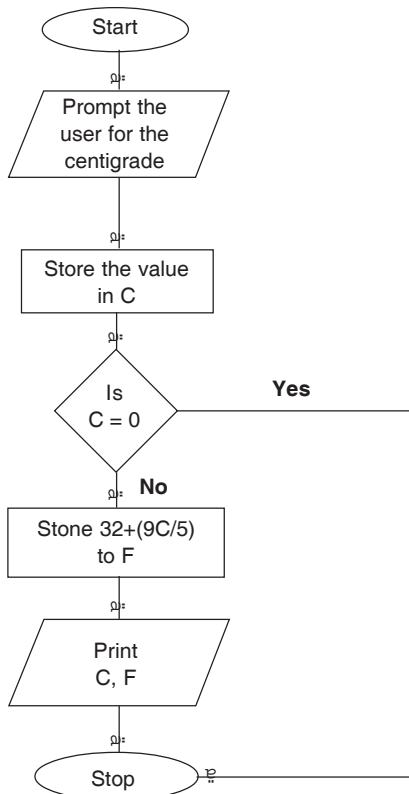 Start
Prompt the
user for the
centigrade
Store the value
in C
Is
C = 0
Yes
No
Stone 32+(9C/5)
to F
Print
C, F
Stop